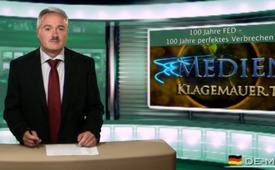 100 Jahre FED -
100 Jahre perfektes Verbrechen
MEDIEN
KLAGEMAUER.T
DE-M